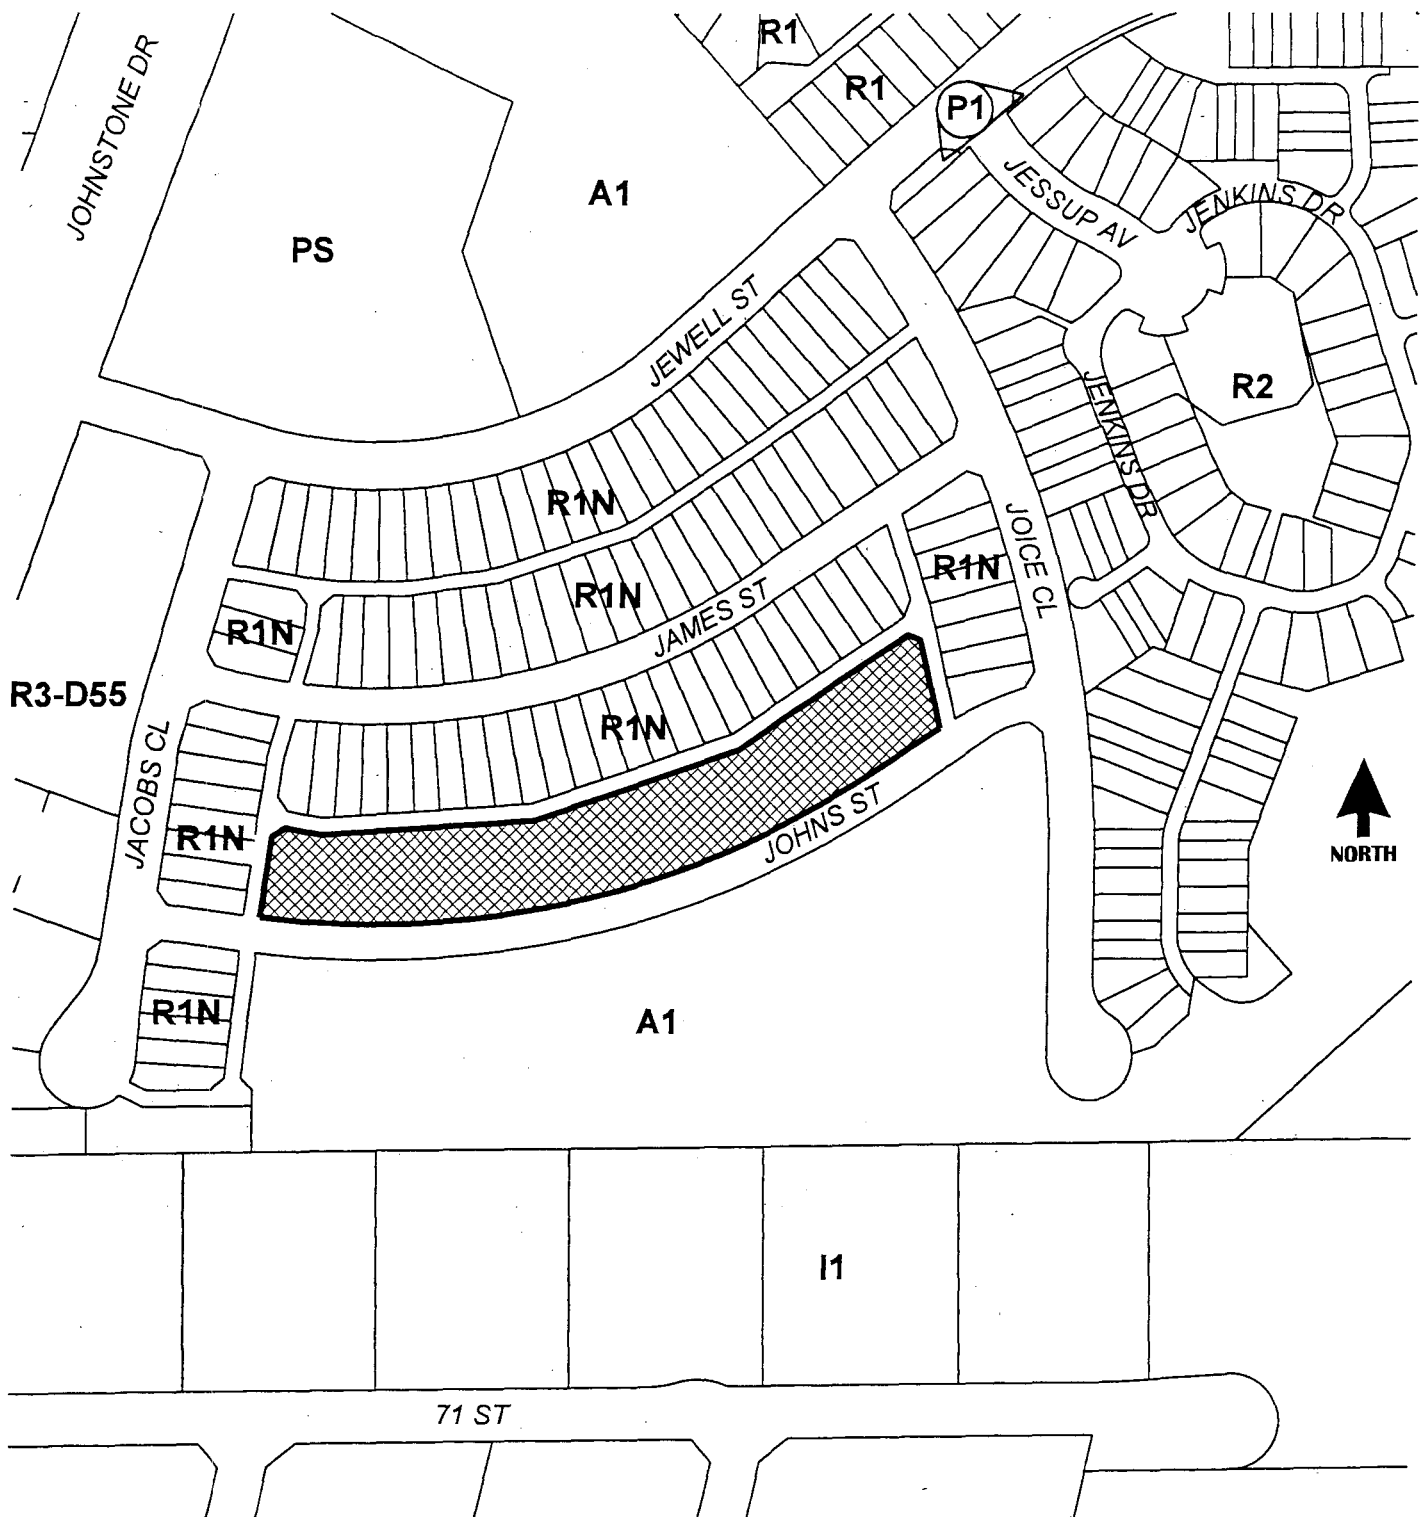 R1
JOHNSTONE DR
R1
P1
A1
JESSUP AV
JENKINS DR
PS
JEWELL ST
R2
JENKINS DR
R1N
JOICE CL
R1N
R1N
JAMES ST
R1N
R3-D55
R1N
JACOBS CL
JOHNS ST
R1N
NORTH
R1N
A1
I1
71 ST